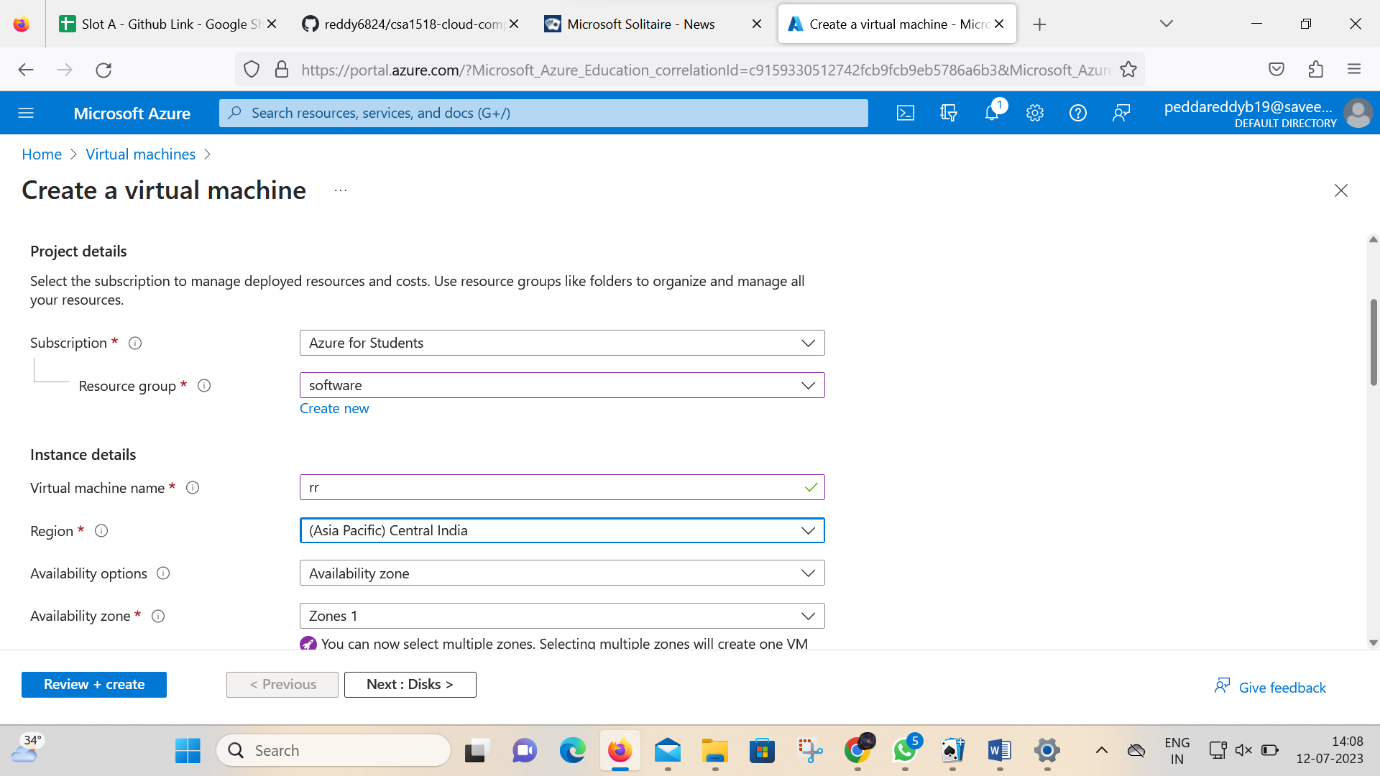 Slot A - Github Link - Google Sh
reddy6824/csa1518-cloud-com
Microsoft Solitaire - News
Create a virtual machine - Micro
https://portal.azure.com/?Microsoft_Azure_Education_correlationId=c9159330512742fcb9fcb9eb5786a6b3&Microsoft_Azur
Microsoft Azure
Search resources, services, and docs (G+/)
1
peddareddyb19@savee...
DEFAULT DIRECTORY
Home > Virtual machines >
Create a virtual machine ...
Project details
Select the subscription to manage deployed resources and costs. Use resource groups like folders to organize and manage all
your resources.
Subscription *
Azure for Students
Resource group *
software
Create new
Instance details
Virtual machine name *
rr
Region *
(Asia Pacific) Central India
Availability options
Availability zone
Availability zone *
Zones 1
You can now select multiple zones. Selecting multiple zones will create one VM
Review + create
< Previous
Next : Disks >
Give feedback
34°
Search
5
ENG
IN
14:08
12-07-2023